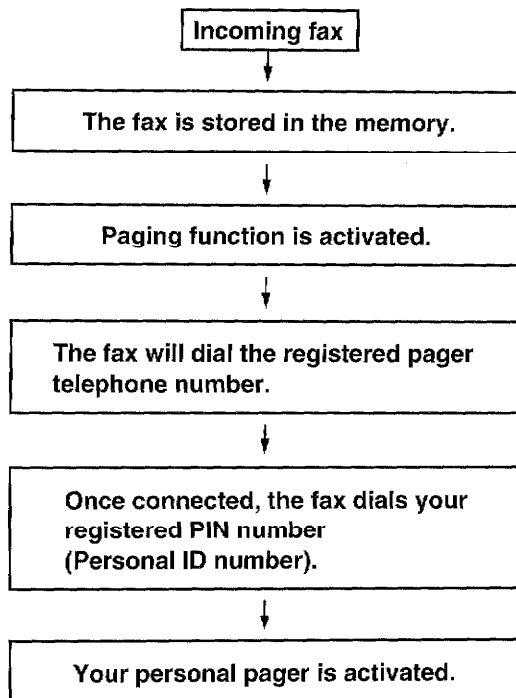 Incoming fax
The fax is stored in the memory.
Paging function is activated.
The fax will dial the registered pager
telephone number.
Once connected, the fax dials your
registered PIN number
(Personal ID number).
Your personal pager is activated.